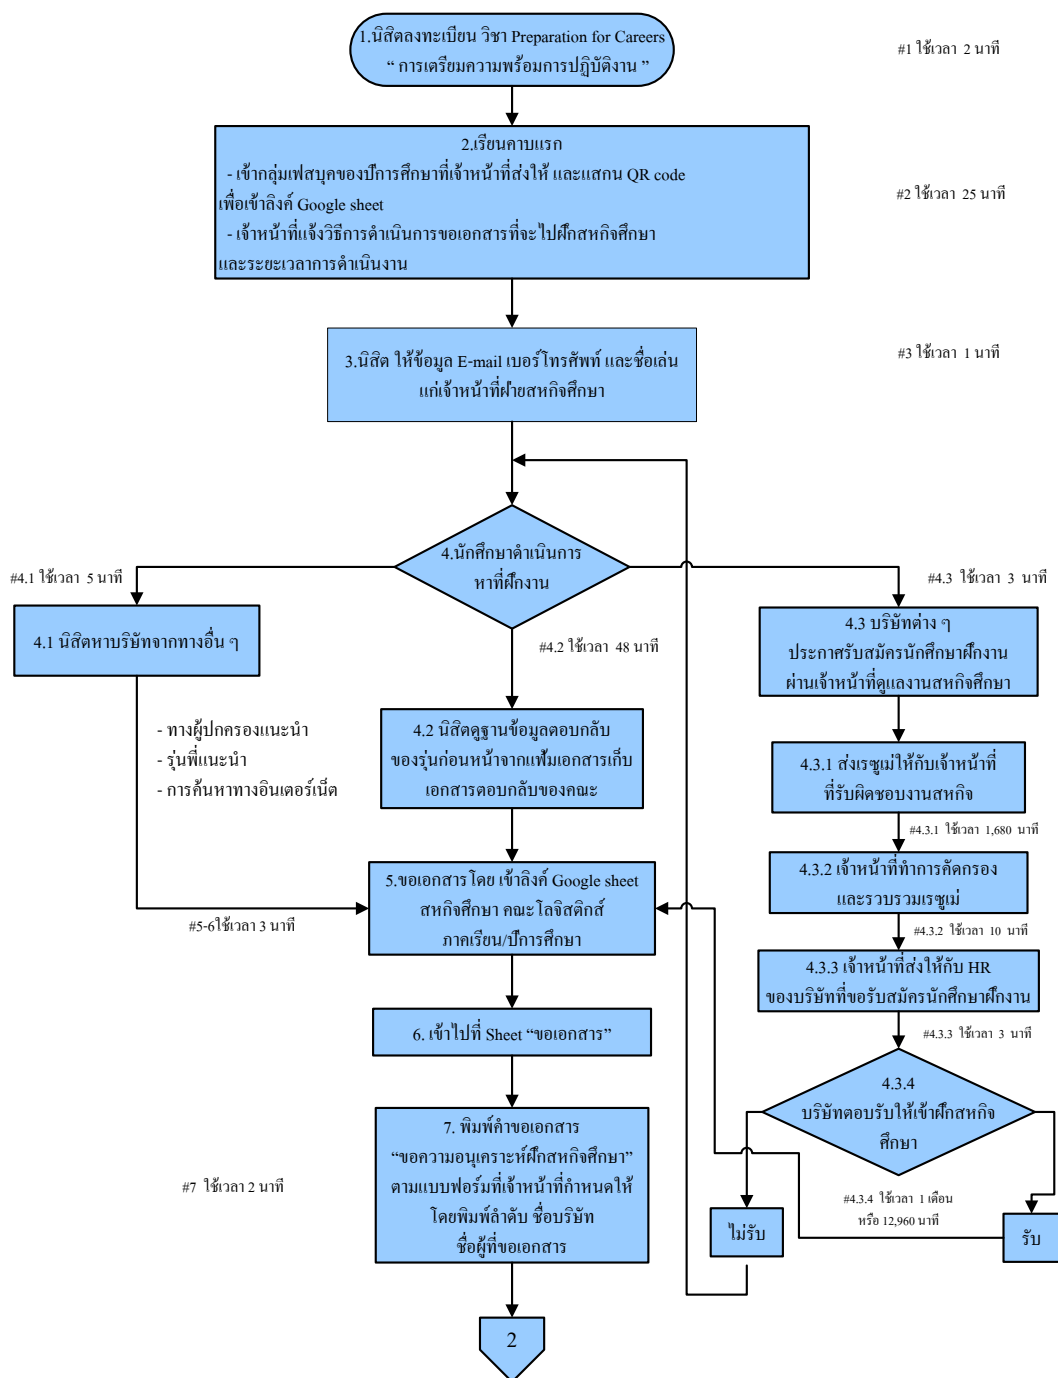 1.นิสิตลงทะเบียน วิชา Preparation for Careers
“ การเตรียมความพร้อมการปฏิบัติงาน ”
#1 ใช้เวลา 2 นาที
2.เรียนคาบแรก
- เข้ากลุ่มเฟสบุคของปีการศึกษาที่เจ้าหน้าที่ส่งให้ และแสกน QR code
เพื่อเข้าลิงค์ Google sheet
- เจ้าหน้าที่แจ้งวิธีการดำเนินการขอเอกสารที่จะไปฝึกสหกิจศึกษา
และระยะเวลาการดำเนินงาน
#2 ใช้เวลา 25 นาที
3.นิสิต ให้ข้อมูล E-mail เบอร์โทรศัพท์ และชื่อเล่น
แก่เจ้าหน้าที่ฝ่ายสหกิจศึกษา
#3 ใช้เวลา 1 นาที
4.นักศึกษาดำเนินการ
หาที่ฝึกงาน
#4.1 ใช้เวลา 5 นาที
4.1 นิสิตหาบริษัทจากทางอื่น ๆ
- ทางผู้ปกครองแนะนำ
- รุ่นพี่แนะนำ
- การค้นหาทางอินเตอร์เน็ต
#4.2 ใช้เวลา 48 นาที
4.2 นิสิตดูฐานข้อมูลตอบกลับ
ของรุ่นก่อนหน้าจากแฟ้มเอกสารเก็บ
เอกสารตอบกลับของคณะ
#4.3 ใช้เวลา 3 นาที
4.3 บริษัทต่าง ๆ
ประกาศรับสมัครนักศึกษาฝึกงาน
ผ่านเจ้าหน้าที่ดูแลงานสหกิจศึกษา
4.3.1 ส่งเรซูเม่ให้กับเจ้าหน้าที่
ที่รับผิดชอบงานสหกิจ
#4.3.1 ใช้เวลา 1,680 นาที
4.3.2 เจ้าหน้าที่ทำการคัดกรอง
และรวบรวมเรซูเม่
#4.3.2 ใช้เวลา 10 นาที
4.3.3 เจ้าหน้าที่ส่งให้กับ HR
ของบริษัทที่ขอรับสมัครนักศึกษาฝึกงาน
#4.3.3 ใช้เวลา 3 นาที
4.3.4
บริษัทตอบรับให้เข้าฝึกสหกิจ
ศึกษา
#4.3.4 ใช้เวลา 1 เดือน
หรือ 12,960 นาที
ไม่รับ
รับ
5.ขอเอกสารโดย เข้าลิงค์ Google sheet
สหกิจศึกษา คณะโลจิสติกส์
ภาคเรียน/ปีการศึกษา
#5-6ใช้เวลา 3 นาที
6. เข้าไปที่ Sheet “ขอเอกสาร”
7. พิมพ์คำขอเอกสาร
“ขอความอนุเคราะห์ฝึกสหกิจศึกษา”
ตามแบบฟอร์มที่เจ้าหน้าที่กำหนดให้
โดยพิมพ์ลำดับ ชื่อบริษัท
ชื่อผู้ที่ขอเอกสาร
#7 ใช้เวลา 2 นาที
2